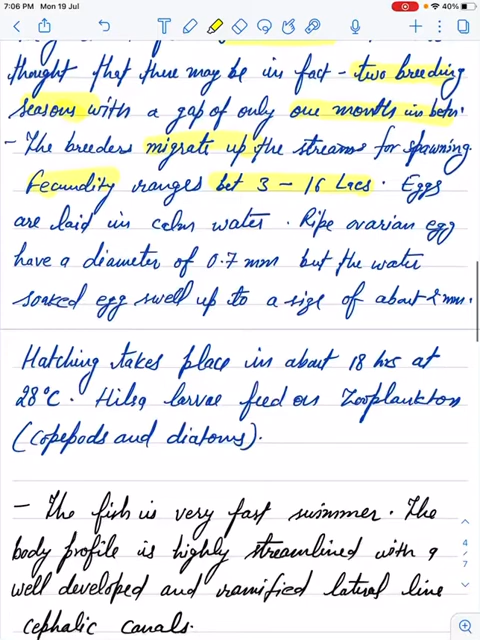 7:06 PM Mon 19 Jul
40%
thought that there may be in fact - two breeding
seasons with a gap of only one month in betn.
- The breeders migrate up the streams for spawning.
Fecundity ranges bet 3 - 16 Lacs. Eggs
are laid in calm water. Ripe ovarian egg
have a diameter of 0.7 mm but the water
soaked egg swell up to a size of about 2 mm.
Hatching takes place in about 18 hrs at
28°C. Hilsa larvae feed on Zooplankton
(copepods and diatoms).
- The fish is very fast swimmer. The
body profile is highly streamlined with a
well developed and ramified lateral line
cephalic canals.
4
/
7